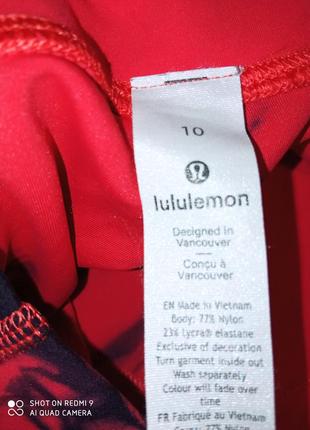 10
lululemon
Designed in
Vancouver
Conçu à
Vancouver
EN Made in Vietnam
Body: 77% Nylon
23% Lycra® elastane
Exclusive of decoration
Turn garment inside out
Wash separately
Colour will fade over
time
FR Fabriqué au Vietnam
77% Nylon
SHOT ON REDMI 9
AI QUAD CAMERA